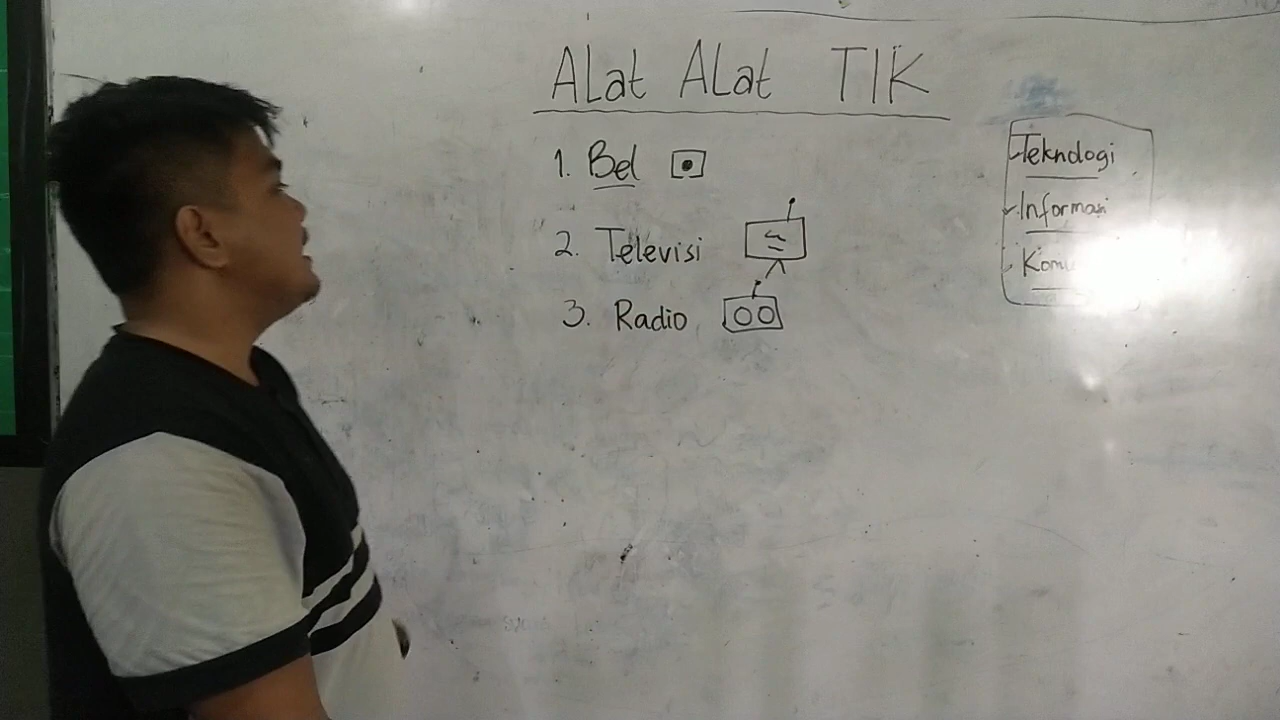 ALat ALat TIK
1. Bel
2. Televisi
3. Radio
- Teknologi
- Informasi